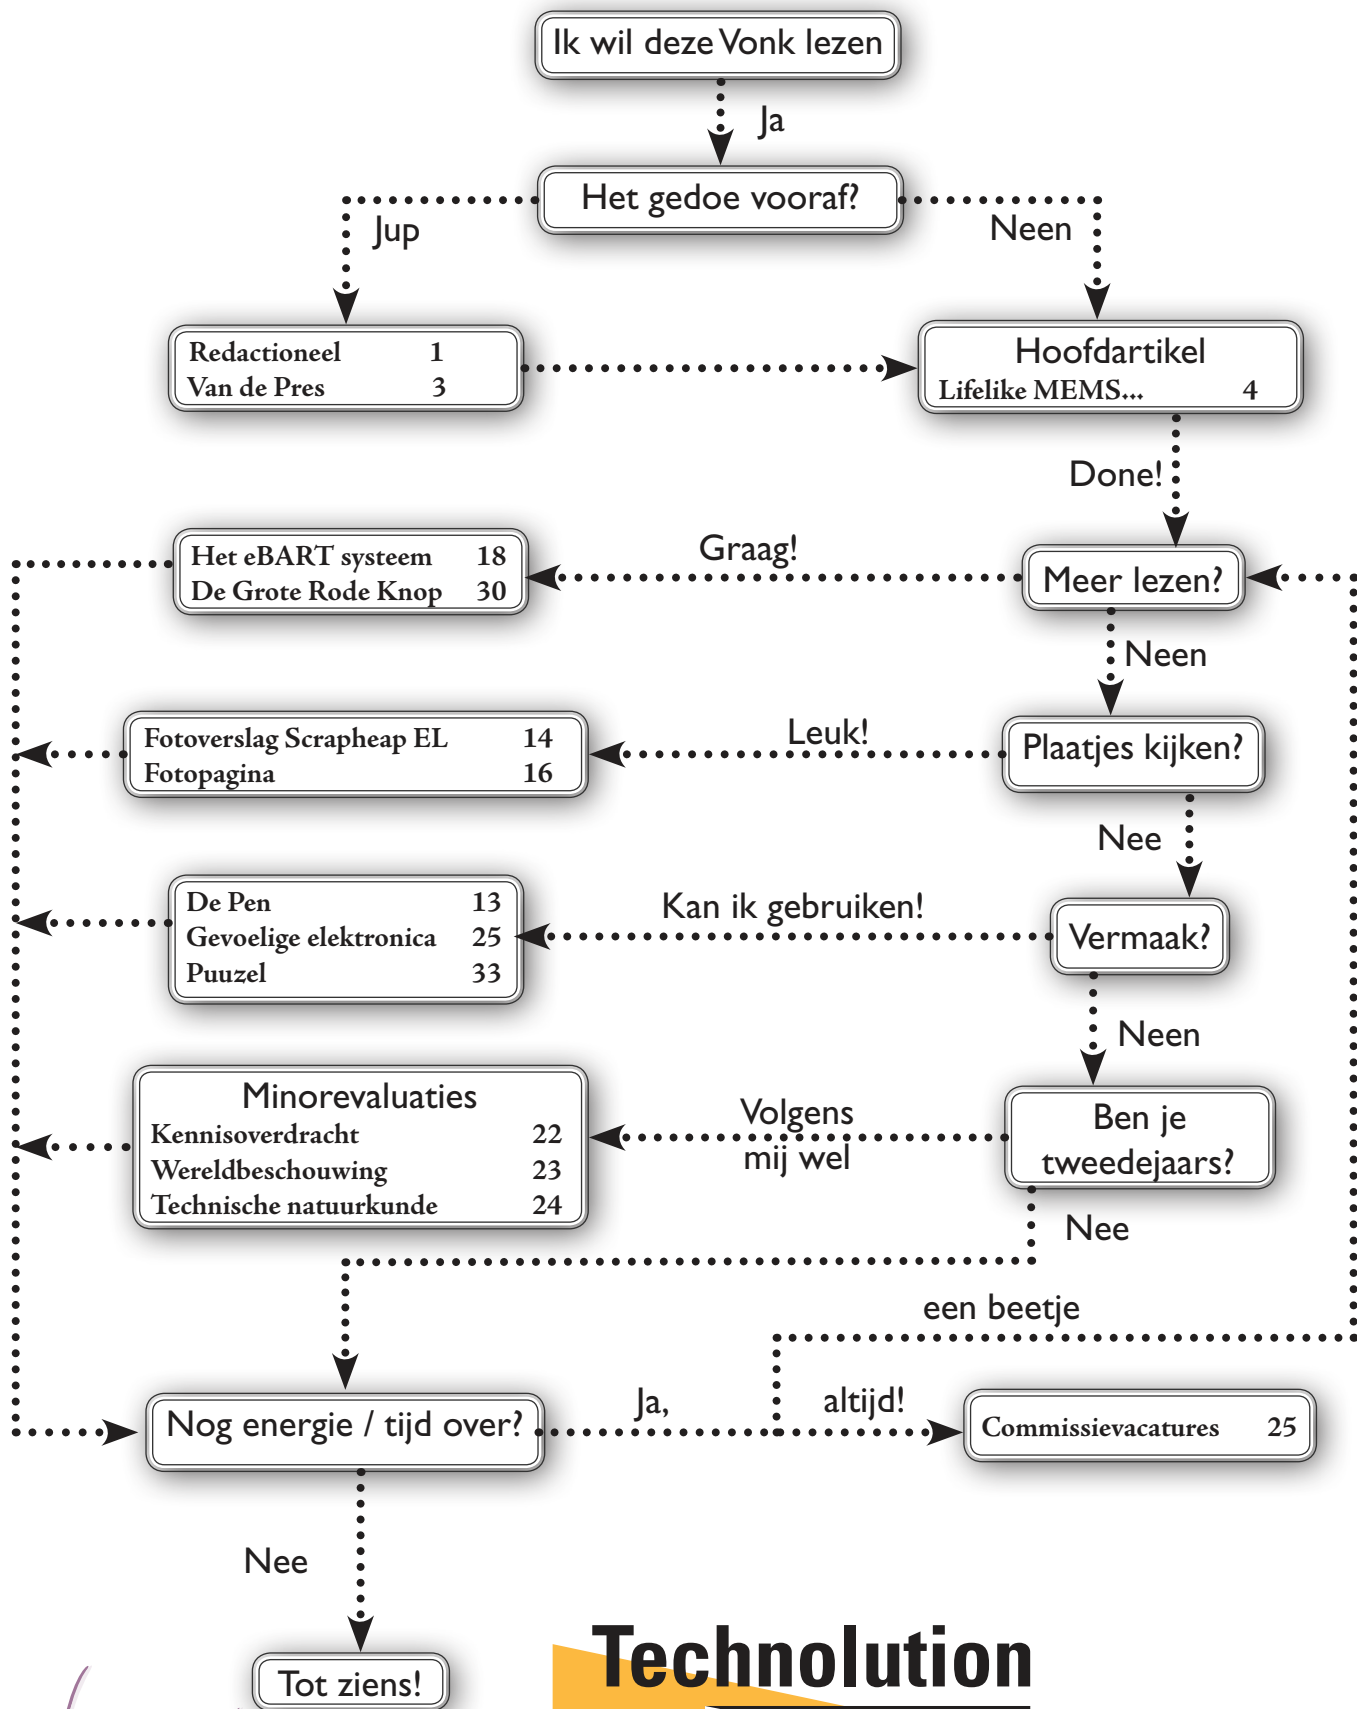 Ik wil deze Vonk lezen
Ja
Het gedoe vooraf?
Jup
Neen
Redactioneel 1
Van de Pres 3
Hoofdartikel
Lifelike MEMS... 4
Done!
Het eBART systeem 18
De Grote Rode Knop 30
Graag!
Meer lezen?
Neen
Fotoverslag Scrapheap EL 14
Fotopagina 16
Leuk!
Plaatjes kijken?
Nee
De Pen 13
Gevoelige elektronica 25
Puuzel 33
Kan ik gebruiken!
Vermaak?
Neen
Minorevaluaties
Kennisoverdracht 22
Wereldbeschouwing 23
Technische natuurkunde 24
Volgens
mij wel
Ben je
tweedejaars?
Nee
een beetje
Nog energie / tijd over?
Ja,
altijd!
Commissievacatures 25
Nee
Tot ziens!
Technolution